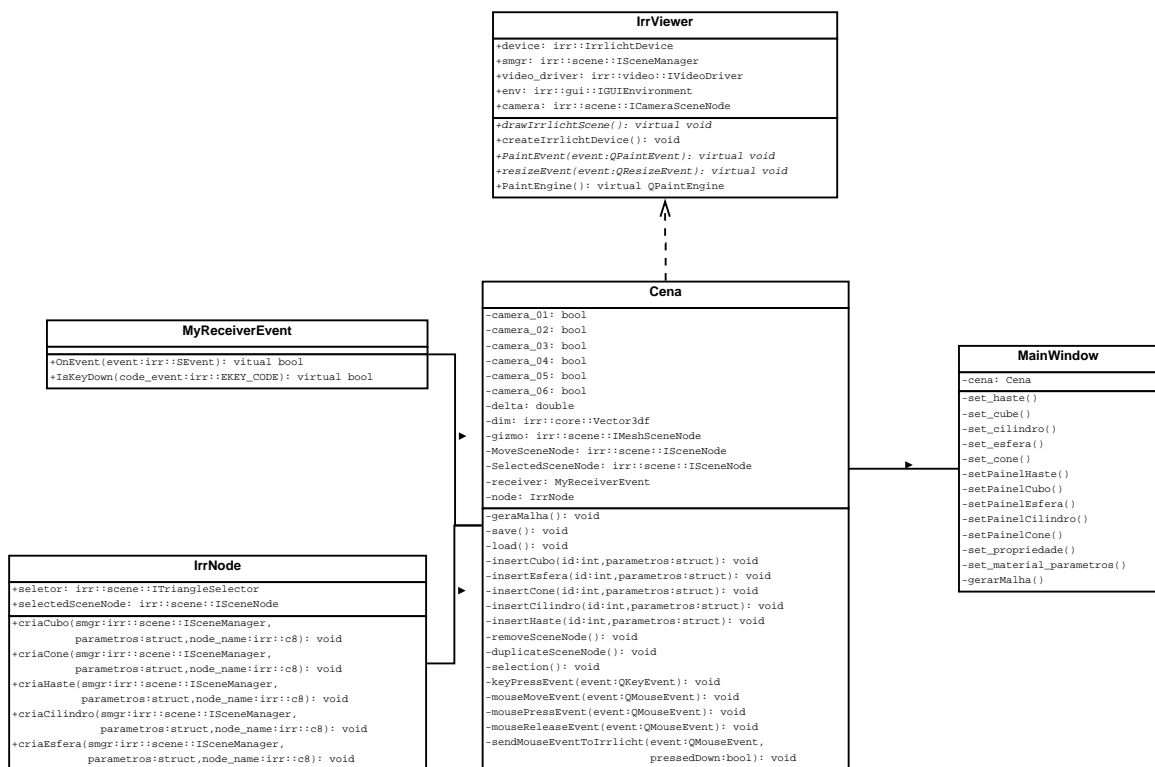 IrrViewer
+device: irr::IrrlichtDevice
+smgr: irr::scene::ISceneManager
+video_driver: irr::video::IVideoDriver
+env: irr::gui::IGUIEnvironment
+camera: irr::scene::ICameraSceneNode
+drawIrrlichtScene(): virtual void
+createIrrlichtDevice(): void
+PaintEvent(event:QPaintEvent): virtual void
+resizeEvent(event:QResizeEvent): virtual void
+PaintEngine(): virtual QPaintEngine
MyReceiverEvent
+OnEvent(event:irr::SEvent): vitual bool
+IsKeyDown(code_event:irr::EKEY_CODE): virtual bool
IrrNode
+seletor: irr::scene::ITriangleSelector
+selectedSceneNode: irr::scene::ISceneNode
+criaCubo(smgr:irr::scene::ISceneManager,
parametros:struct,node_name:irr::c8): void
+criaCone(smgr:irr::scene::ISceneManager,
parametros:struct,node_name:irr::c8): void
+criaHaste(smgr:irr::scene::ISceneManager,
parametros:struct,node_name:irr::c8): void
+criaCilindro(smgr:irr::scene::ISceneManager,
parametros:struct,node_name:irr::c8): void
+criaEsfera(smgr:irr::scene::ISceneManager,
parametros:struct,node_name:irr::c8): void
Cena
-camera_01: bool
-camera_02: bool
-camera_03: bool
-camera_04: bool
-camera_05: bool
-camera_06: bool
-delta: double
-dim: irr::core::Vector3df
-gizmo: irr::scene::IMeshSceneNode
-MoveSceneNode: irr::scene::ISceneNode
-SelectedSceneNode: irr::scene::ISceneNode
-receiver: MyReceiverEvent
-node: IrrNode
-geraMalha(): void
-save(): void
-load(): void
-insertCubo(id:int,parametros:struct): void
-insertEsfera(id:int,parametros:struct): void
-insertCone(id:int,parametros:struct): void
-insertCilindro(id:int,parametros:struct): void
-insertHaste(id:int,parametros:struct): void
-removeSceneNode(): void
-duplicateSceneNode(): void
-selection(): void
-keyPressEvent(event:QKeyEvent): void
-mouseMoveEvent(event:QMouseEvent): void
-mousePressEvent(event:QMouseEvent): void
-mouseReleaseEvent(event:QMouseEvent): void
-sendMouseEventToIrrlicht(event:QMouseEvent,
pressedDown:bool): void
MainWindow
-cena: Cena
-set_haste()
-set_cube()
-set_cilindro()
-set_esfera()
-set_cone()
-setPainelHaste()
-setPainelCubo()
-setPainelEsfera()
-setPainelCilindro()
-setPainelCone()
-set_propriedade()
-set_material_parametros()
-gerarMalha()